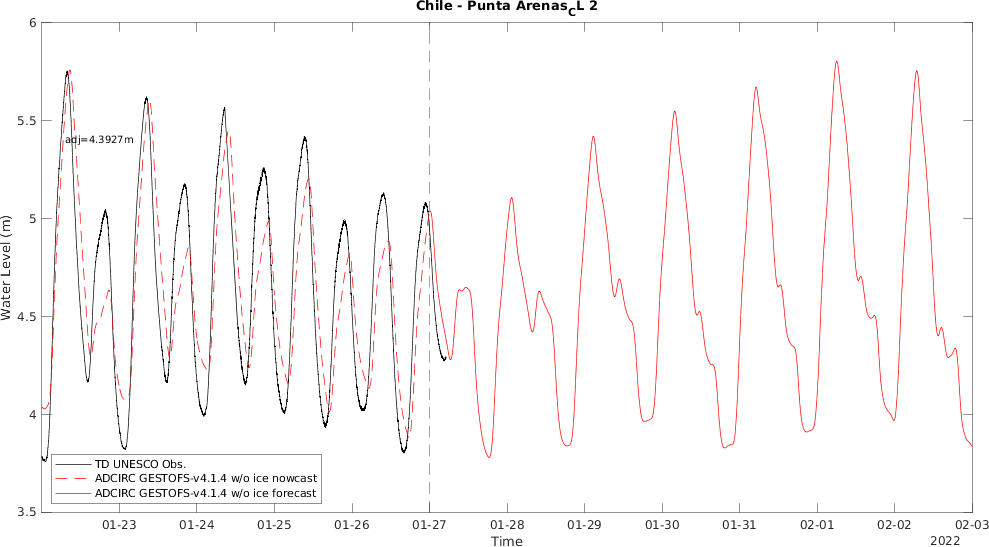 Chile - Punta ArenasCL 2
6
5.5
5
4.5
4
3.5
Water Level (m)
adj=4.3927m
TD UNESCO Obs.
ADCIRC GESTOFS-v4.1.4 w/o ice nowcast
ADCIRC GESTOFS-v4.1.4 w/o ice forecast
01-23 01-24 01-25 01-26 01-27 01-28 01-29 01-30 01-31 02-01 02-02 02-03
Time
2022